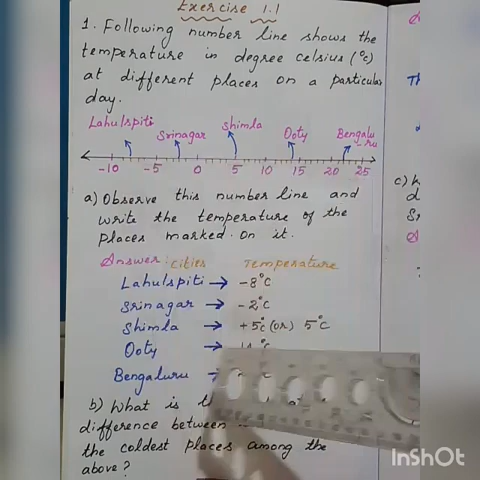 Exercise 1.1
1. Following number line shows the
temperature in degree celsius (°c)
at different places on a particular
day.
Lahulspiti Srinagar Shimla Ooty Bengalu
-ru
-10 -5 0 5 10 15 20 25
a) Observe this number line and
write the temperature of the
places marked on it.
Answer: cities Temperature
Lahulspiti → -8°C
Srinagar → -2°C
Shimla → +5°C (or) 5°C
Ooty →
Bengaluru →
b) What is
difference between
the coldest places among the
above?
c)
InShOt